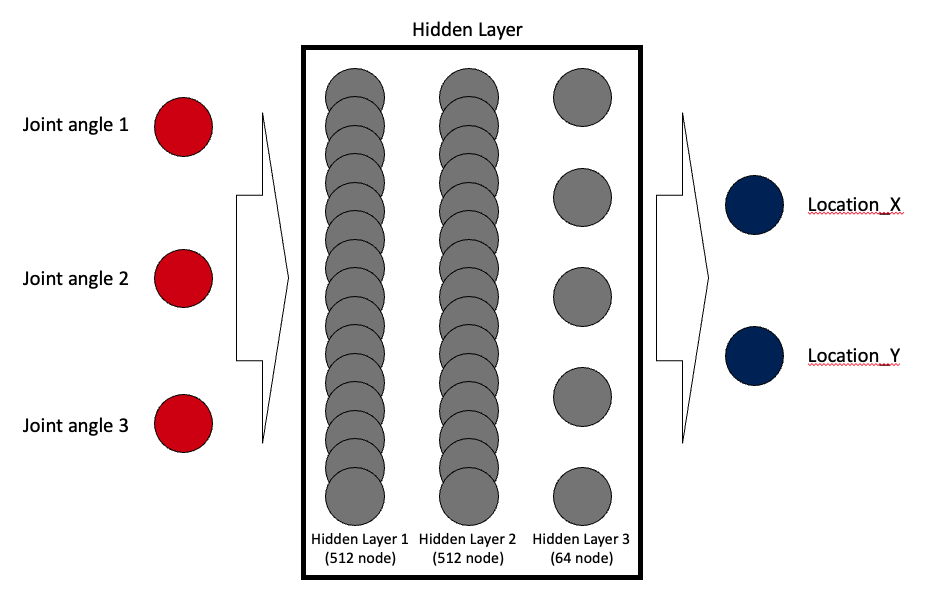 Hidden Layer
Joint angle 1
Joint angle 2
Joint angle 3
Location_X
Location_Y
Hidden Layer 1
(512 node)
Hidden Layer 2
(512 node)
Hidden Layer 3
(64 node)